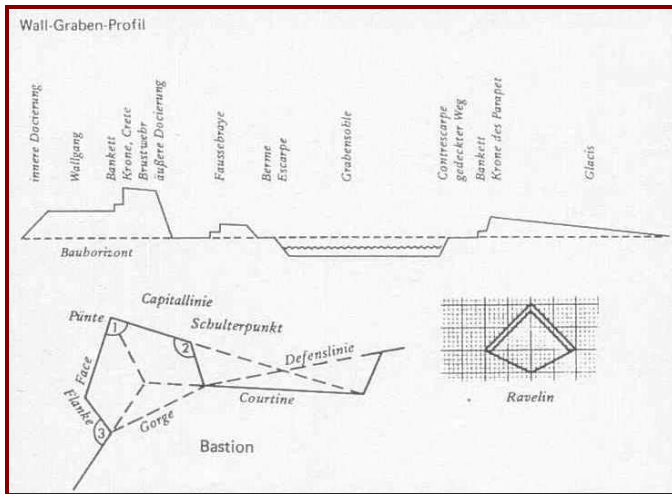 Wall-Graben-Profil
innere Docierung
Wallgang
Bankett
Krone, Crete
Brustwehr
äußere Docierung
Faussebraye
Berme
Escarpe
Grabensohle
Contrescarpe
gedeckter Weg
Bankett
Krone des Parapet
Glacis
Bauborizont
Capitallinie
Pünte
Schulterpunkt
1
2
Defenslinie
Face
Courtine
Ravelin
Flanke
3
Gorge
Bastion